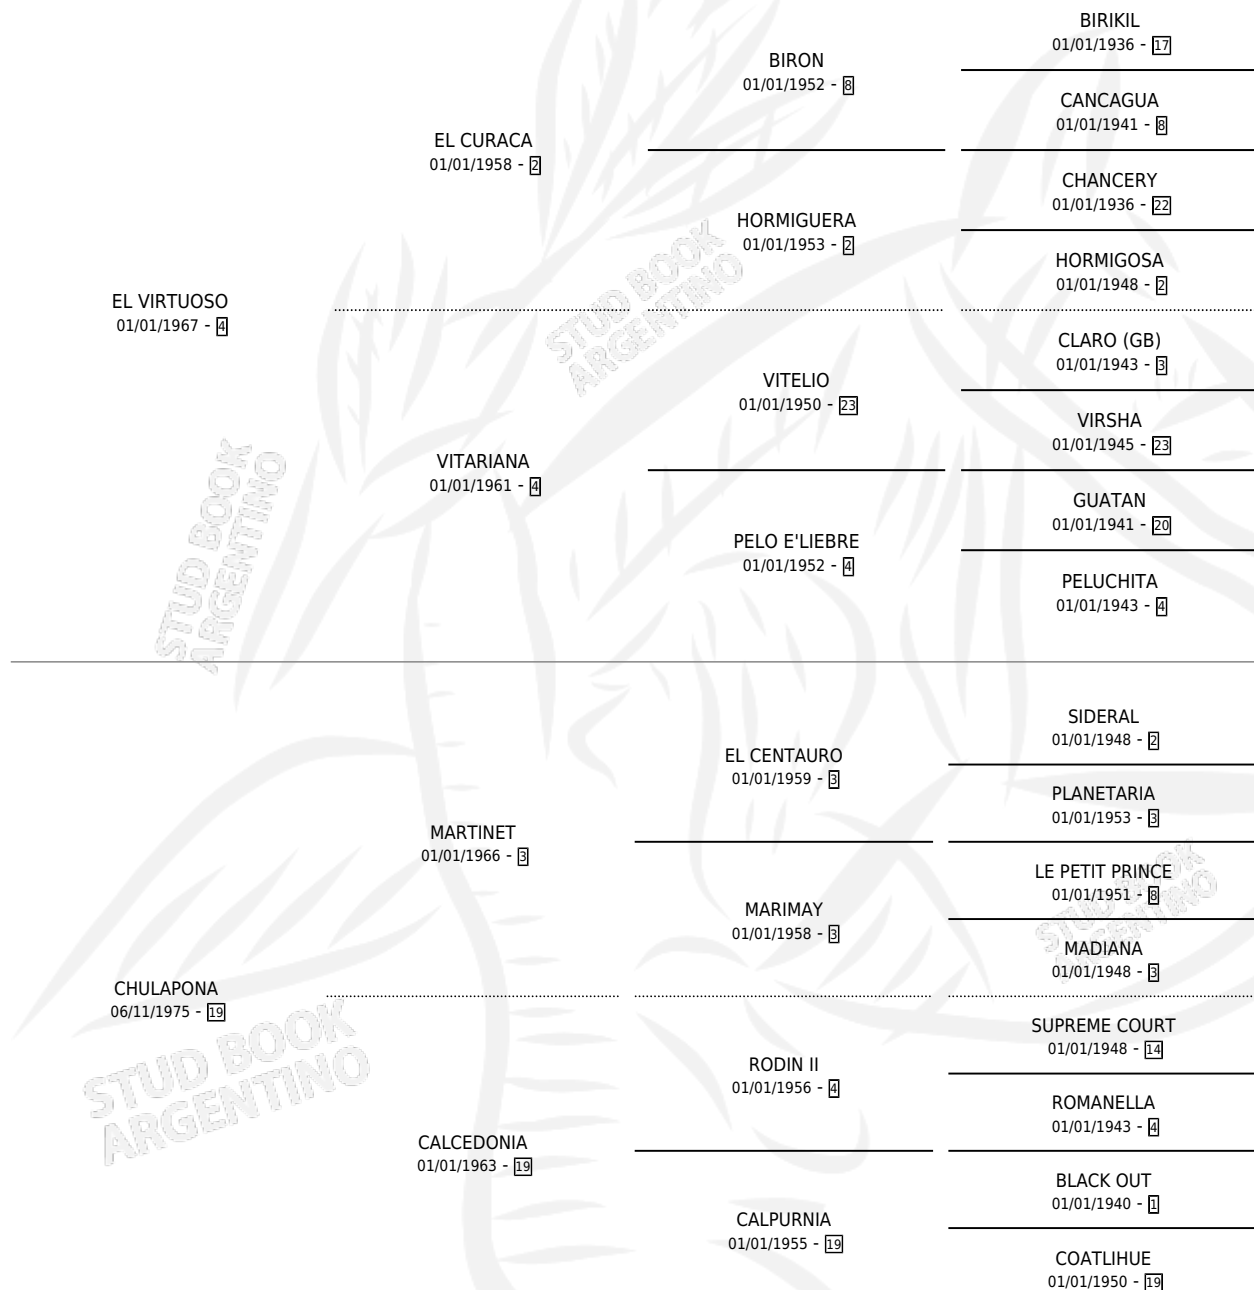 BIRIKIL
01/01/1936 - 17
BIRON
01/01/1952 - 8
CANCAGUA
01/01/1941 - 8
EL CURACA
01/01/1958 - 2
CHANCERY
01/01/1936 - 22
HORMIGUERA
01/01/1953 - 2
HORMIGOSA
01/01/1948 - 2
EL VIRTUOSO
01/01/1967 - 4
STUD BOOK
ARGENTINO
CLARO (GB)
01/01/1943 - 3
VITELIO
01/01/1950 - 23
VIRSHA
01/01/1945 - 23
VITARIANA
01/01/1961 - 4
GUATAN
01/01/1941 - 20
PELO E'LIEBRE
01/01/1952 - 4
PELUCHITA
01/01/1943 - 4
STUD BOOK
ARGENTINO
SIDERAL
01/01/1948 - 2
EL CENTAURO
01/01/1959 - 3
PLANETARIA
01/01/1953 - 3
MARTINET
01/01/1966 - 3
LE PETIT PRINCE
01/01/1951 - 8
MARIMAY
01/01/1958 - 3
MADIANA
01/01/1948 - 3
STUD BOOK
ARGENTINO
CHULAPONA
06/11/1975 - 19
SUPREME COURT
01/01/1948 - 14
RODIN II
01/01/1956 - 4
ROMANELLA
01/01/1943 - 4
STUD BOOK
ARGENTINO
CALCEDONIA
01/01/1963 - 19
BLACK OUT
01/01/1940 - 1
CALPURNIA
01/01/1955 - 19
COATLIHUE
01/01/1950 - 19